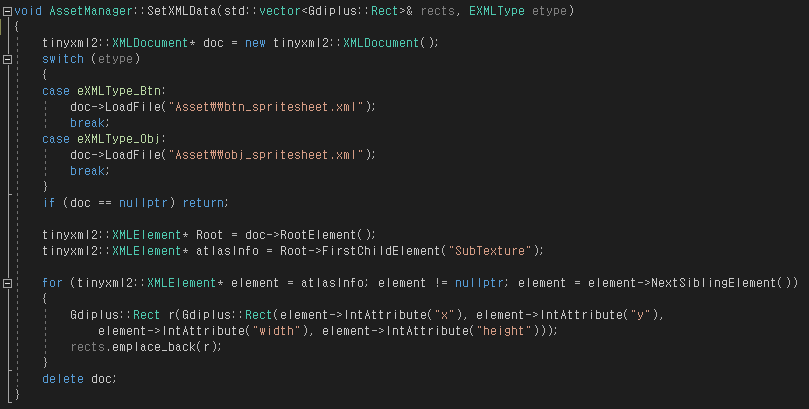 void AssetManager::SetXMLData(std::vector<Gdiplus::Rect>& rects, EXMLType etype)
{
    tinyxml2::XMLDocument* doc = new tinyxml2::XMLDocument();
    switch (etype)
    {
    case eXMLType_Btn:
        doc->LoadFile("Asset₩₩btn_spritesheet.xml");
        break;
    case eXMLType_Obj:
        doc->LoadFile("Asset₩₩obj_spritesheet.xml");
        break;
    }
    if (doc == nullptr) return;
    tinyxml2::XMLElement* Root = doc->RootElement();
    tinyxml2::XMLElement* atlasInfo = Root->FirstChildElement("SubTexture");
    for (tinyxml2::XMLElement* element = atlasInfo; element != nullptr; element = element->NextSiblingElement())
    {
        Gdiplus::Rect r(Gdiplus::Rect(element->IntAttribute("x"), element->IntAttribute("y"),
            element->IntAttribute("width"), element->IntAttribute("height")));
        rects.emplace_back(r);
    }
    delete doc;
}